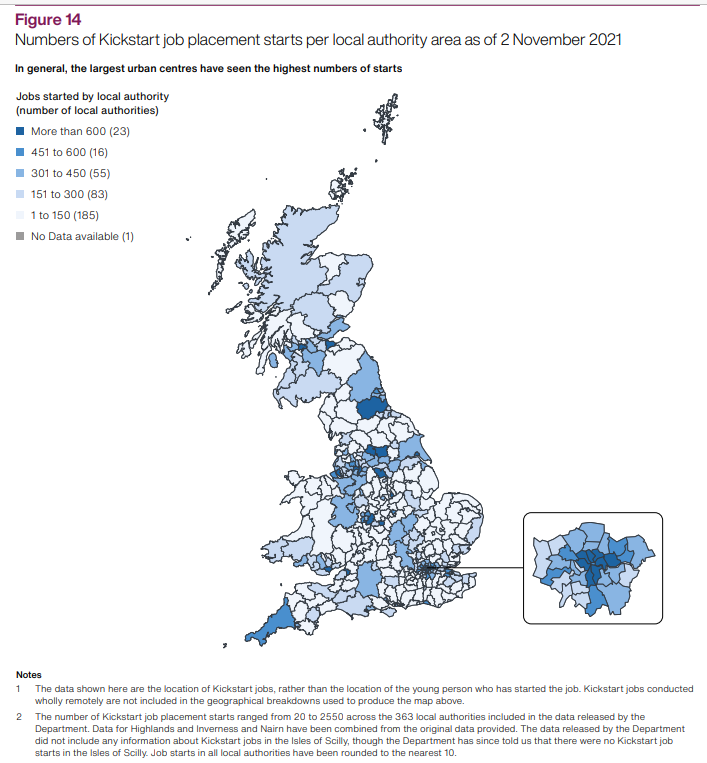 Figure 14
Numbers of Kickstart job placement starts per local authority area as of 2 November 2021
In general, the largest urban centres have seen the highest numbers of starts
Jobs started by local authority
(number of local authorities)
More than 600 (23)
451 to 600 (16)
301 to 450 (55)
151 to 300 (83)
1 to 150 (185)
No Data available (1)
Notes
1 The data shown here are the location of Kickstart jobs, rather than the location of the young person who has started the job. Kickstart jobs conducted
wholly remotely are not included in the geographical breakdowns used to produce the map above.
2 The number of Kickstart job placement starts ranged from 20 to 2550 across the 363 local authorities included in the data released by the
Department. Data for Highlands and Inverness and Nairn have been combined from the original data provided. The data released by the Department
did not include any information about Kickstart jobs in the Isles of Scilly, though the Department has since told us that there were no Kickstart job
starts in the Isles of Scilly. Job starts in all local authorities have been rounded to the nearest 10.